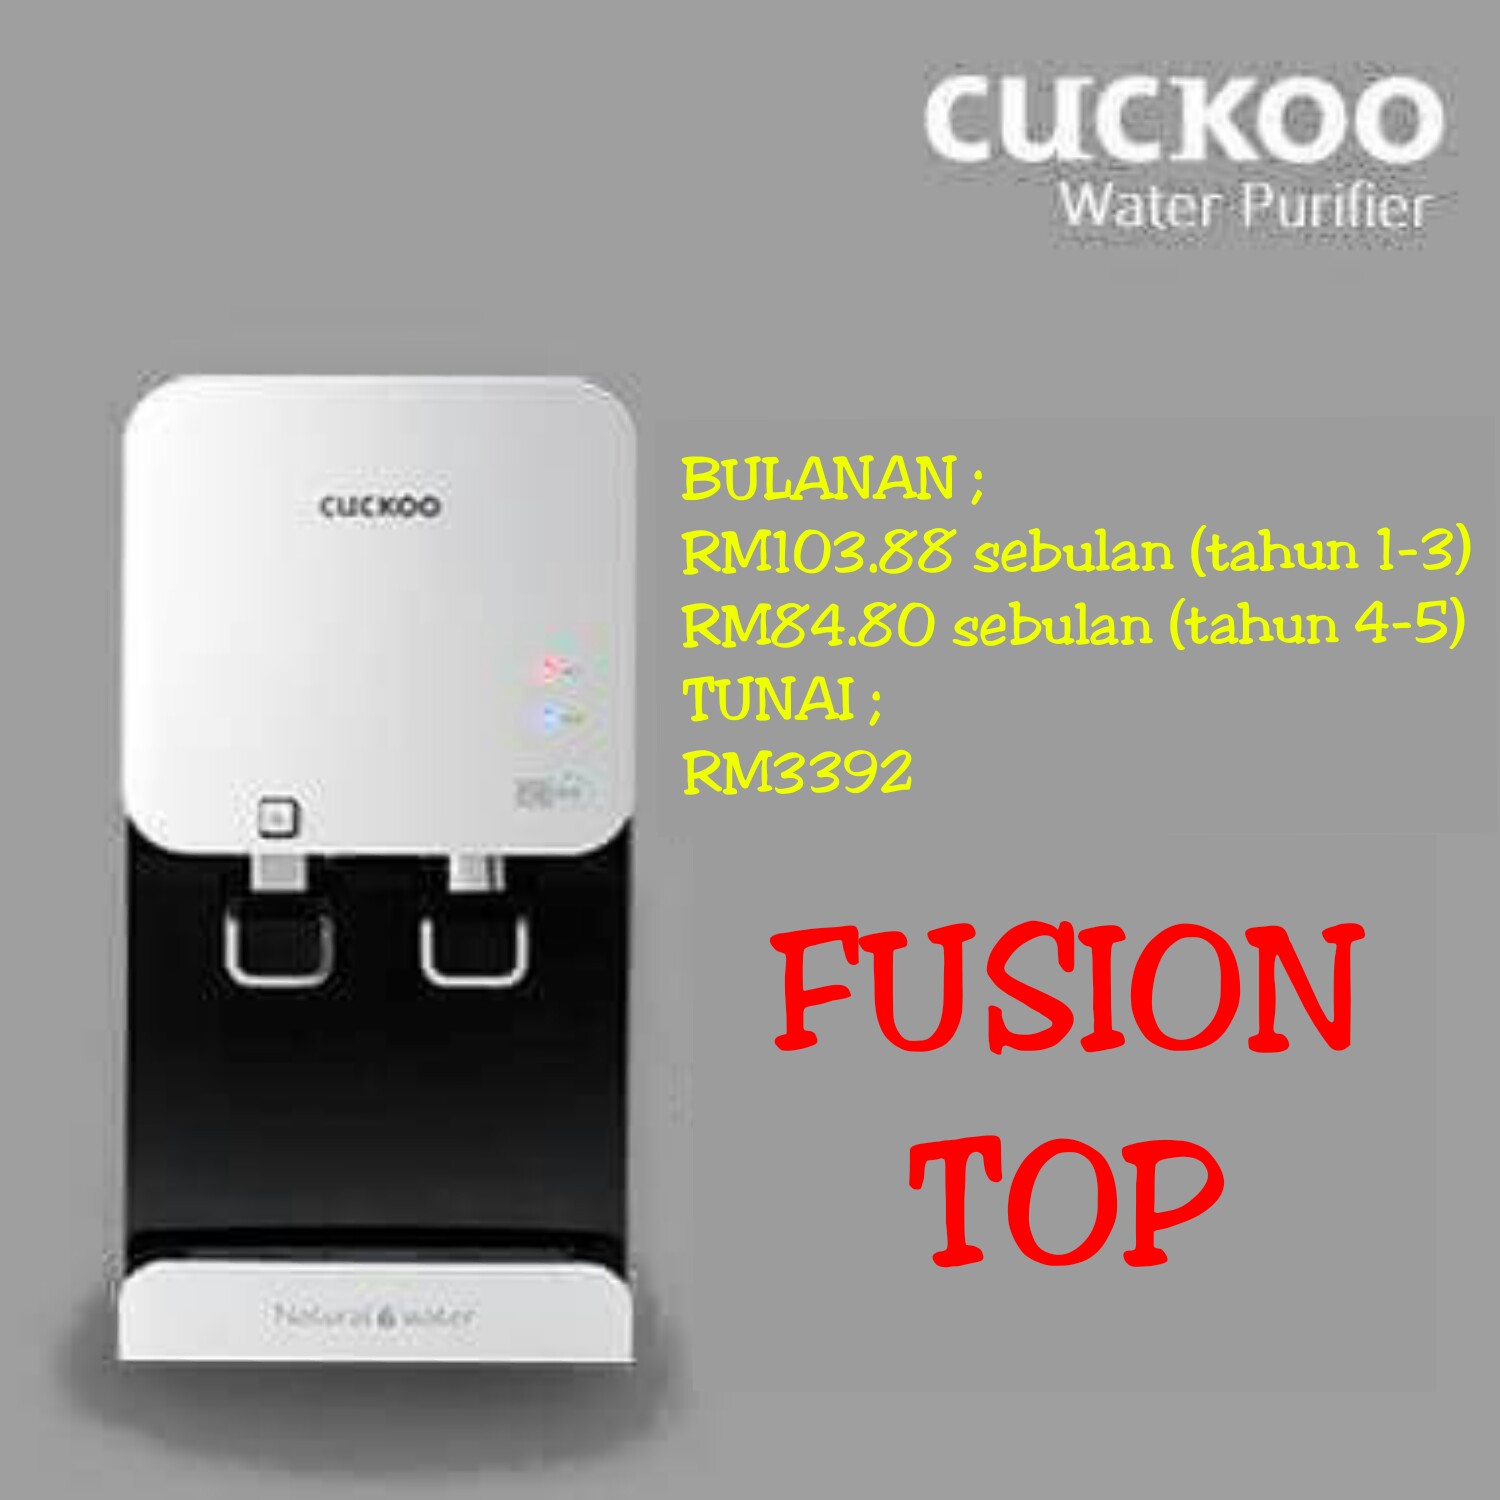 CUCKOO
Water Purifier
CUCKOO
BULANAN ;
RM103.88 sebulan (tahun 1-3)
RM84.80 sebulan (tahun 4-5)
TUNAI ;
RM3392
FUSION
TOP
Natural 6 water